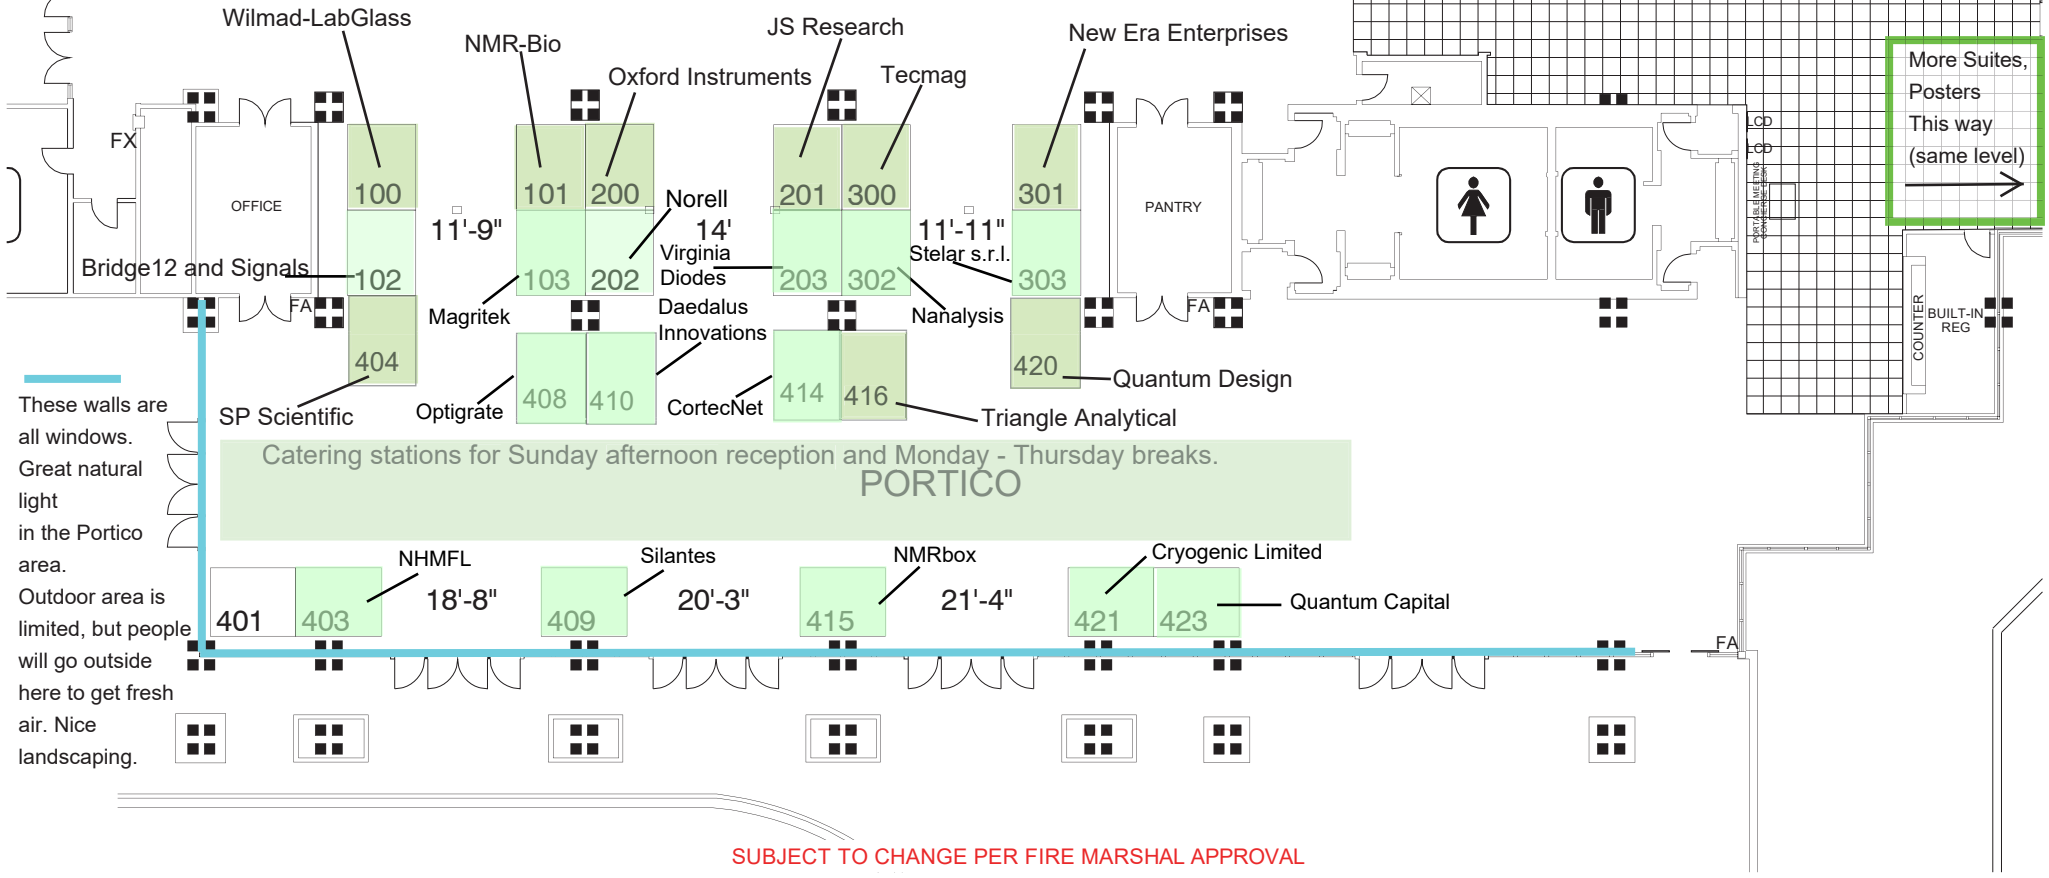 Wilmad-LabGlass
NMR-Bio
Oxford Instruments
JS Research
Tecmag
New Era Enterprises
More Suites,
Posters
This way
(same level)
FX
OFFICE
100
101
200
201
300
301
PANTRY
LCD
LCD
PORTABLE MEETING
CONCIERGE DESK
Norell
11'-9"
14'
11'-11"
Bridge12 and Signals
102
103
202
Virginia
Diodes
203
302
Stelar s.r.l.
303
FA
Magritek
Daedalus
Innovations
Nanalysis
FA
COUNTER
BUILT-IN
REG
404
408
410
414
416
420
SP Scientific
Optigrate
CortecNet
Triangle Analytical
Quantum Design
These walls are
all windows.
Great natural
light
in the Portico
area.
Outdoor area is
limited, but people
will go outside
here to get fresh
air. Nice
landscaping.
Catering stations for Sunday afternoon reception and Monday - Thursday breaks.
PORTICO
NHMFL
Silantes
NMRbox
Cryogenic Limited
Quantum Capital
401
403
18'-8"
409
20'-3"
415
21'-4"
421
423
FA
SUBJECT TO CHANGE PER FIRE MARSHAL APPROVAL